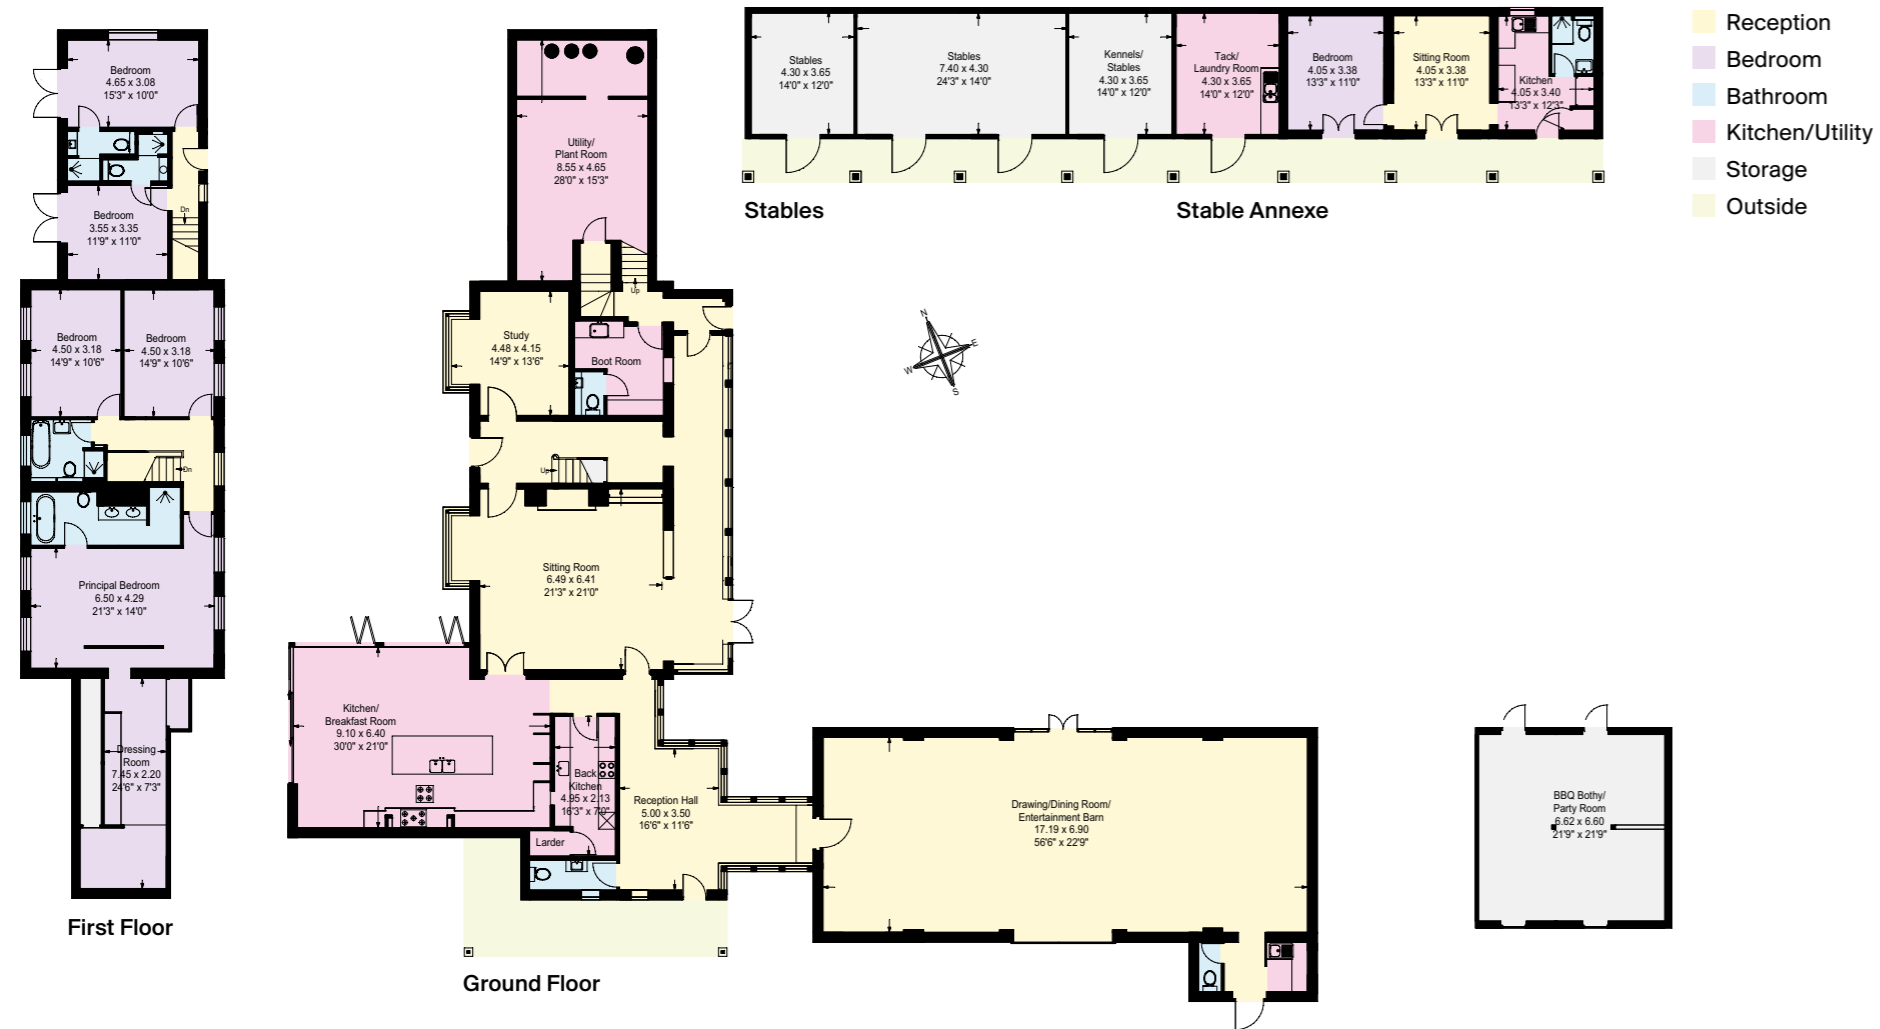 Bedroom
4.65 x 3.08
15'3" x 10'0"
Bedroom
3.55 x 3.35
11'9" x 11'0"
Dn
Bedroom
4.50 x 3.18
14'9" x 10'6"
Bedroom
4.50 x 3.18
14'9" x 10'6"
Dn
Principal Bedroom
6.50 x 4.29
21'3" x 14'0"
Dressing
Room
7.45 x 2.20
24'6" x 7'3"
First Floor
Utility/
Plant Room
8.55 x 4.65
28'0" x 15'3"
Up
Study
4.48 x 4.15
14'9" x 13'6"
Boot Room
Up
Sitting Room
6.49 x 6.41
21'3" x 21'0"
Kitchen/
Breakfast Room
9.10 x 6.40
30'0" x 21'0"
Back
Kitchen
4.95 x 2.13
16'3" x 7'0"
Larder
Reception Hall
5.00 x 3.50
16'6" x 11'6"
Drawing/Dining Room/
Entertainment Barn
17.19 x 6.90
56'6" x 22'9"
Ground Floor
Stables
4.30 x 3.65
14'0" x 12'0"
Stables
7.40 x 4.30
24'3" x 14'0"
Kennels/
Stables
4.30 x 3.65
14'0" x 12'0"
Tack/
Laundry Room
4.30 x 3.65
14'0" x 12'0"
Bedroom
4.05 x 3.38
13'3" x 11'0"
Sitting Room
4.05 x 3.38
13'3" x 11'0"
Kitchen
4.05 x 3.40
13'3" x 12'3"
Stables
Stable Annexe
N
E
S
W
BBQ Bothy/
Party Room
6.62 x 6.60
21'9" x 21'9"
Reception
Bedroom
Bathroom
Kitchen/Utility
Storage
Outside